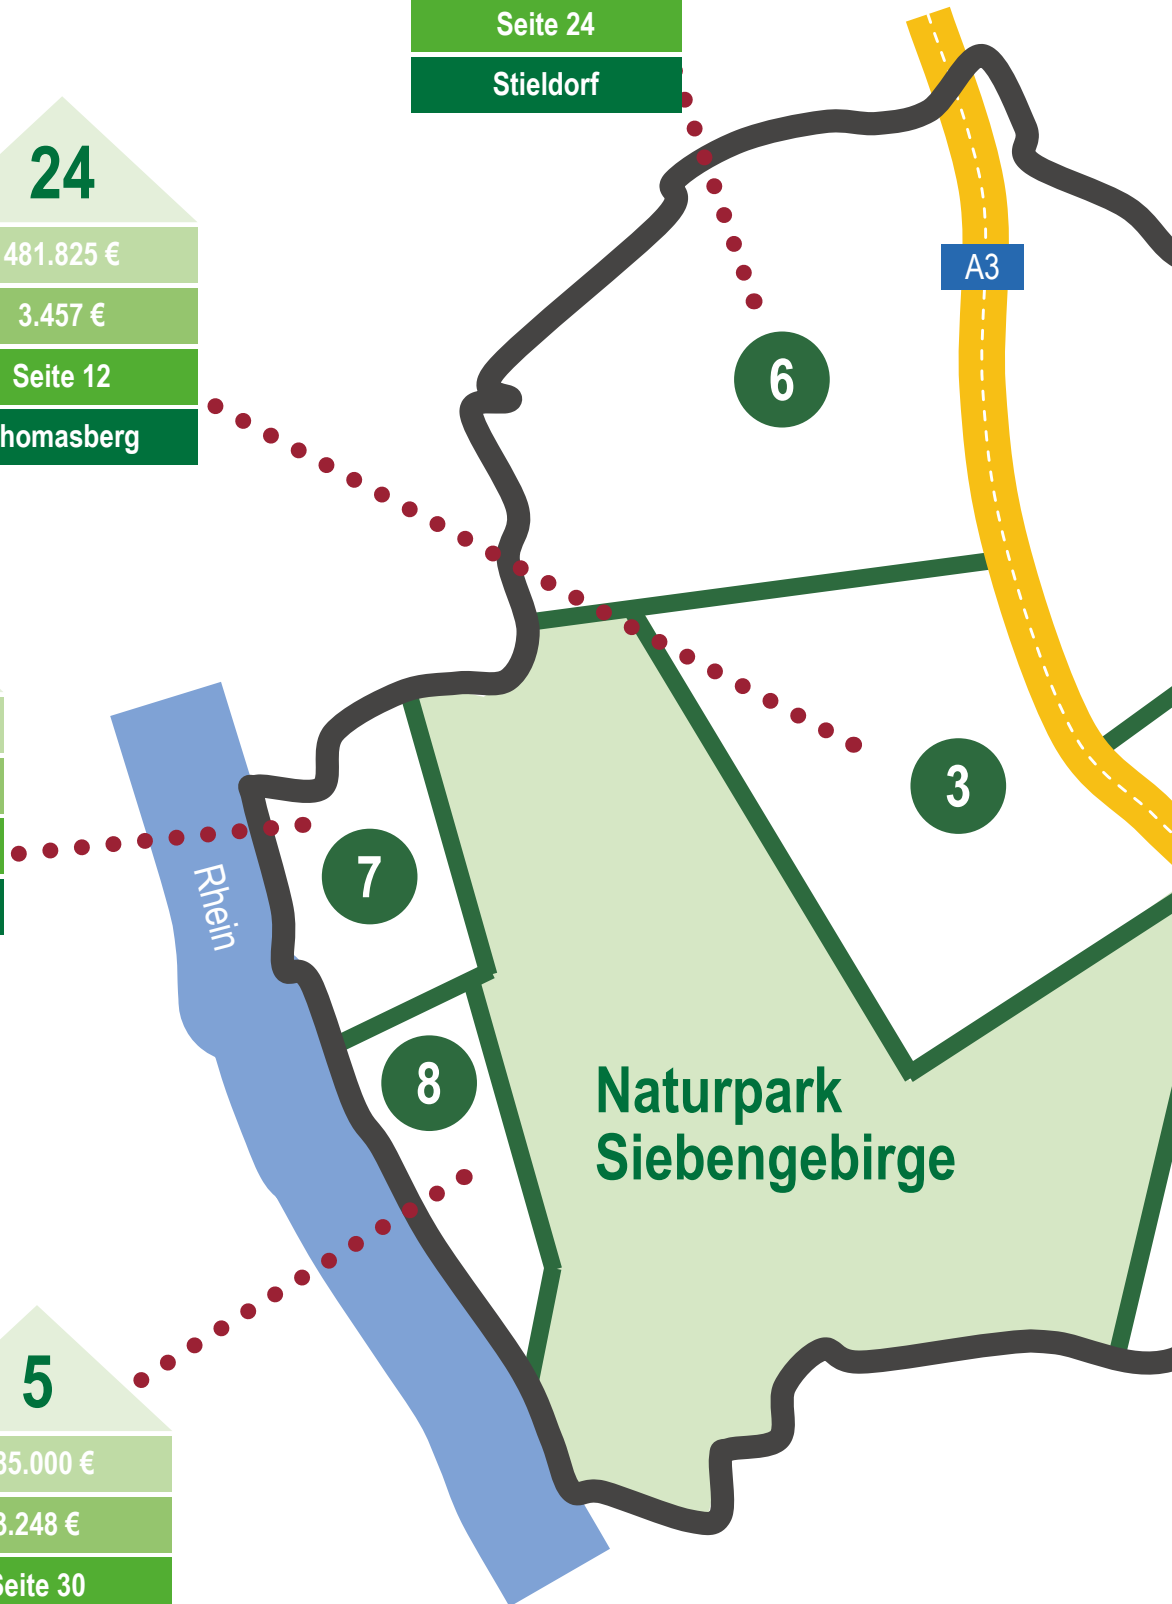 Seite 24
Stieldorf
24
481.825 €
3.457 €
Seite 12
homasberg
A3
6
3
7
Rhein
8
Naturpark
Siebengebirge
5
35.000 €
3.248 €
Seite 30